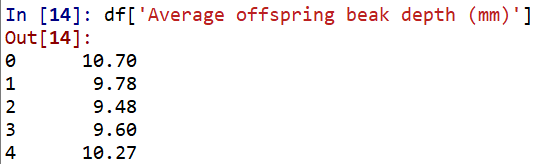 In [14]: df['Average offspring beak depth (mm)']
Out[14]:
0     10.70
1      9.78
2      9.48
3      9.60
4     10.27